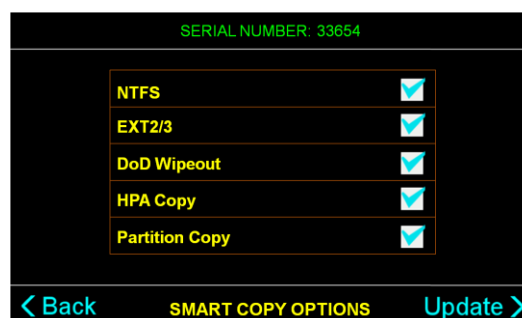 SERIAL NUMBER: 33654
NTFS
EXT2/3
DoD Wipeout
HPA Copy
Partition Copy
Back SMART COPY OPTIONS Update